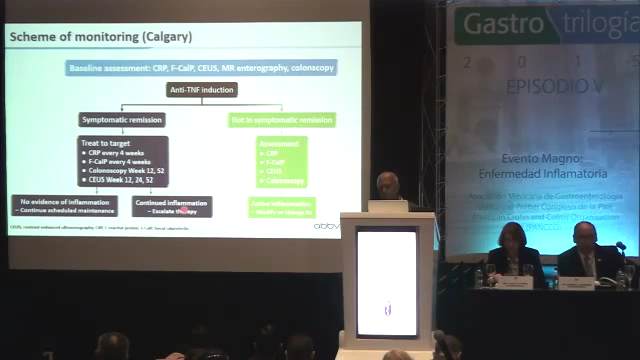 Scheme of monitoring (Calgary)
Baseline assessment: CRP, F-CalP, CEUS, MR enterography, colonscopy
Anti-TNF induction
Symptomatic remission
Not in symptomatic remission
Treat to target
CRP every 4 weeks
F-CalP every 4 weeks
Colonoscopy Week 12, 52
CEUS Week 12, 24, 52
Assessment
CRP
F-CalP
CEUS
Colonoscopy
No evidence of inflammation
– Continue scheduled maintenance
Continued inflammation
– Escalate therapy
Active inflammation
– Modify or change Rx
abbv
Gastro trilogía
2 0 1 5
EPISODIO V
Evento Magno:
Enfermedad Inflamatoria